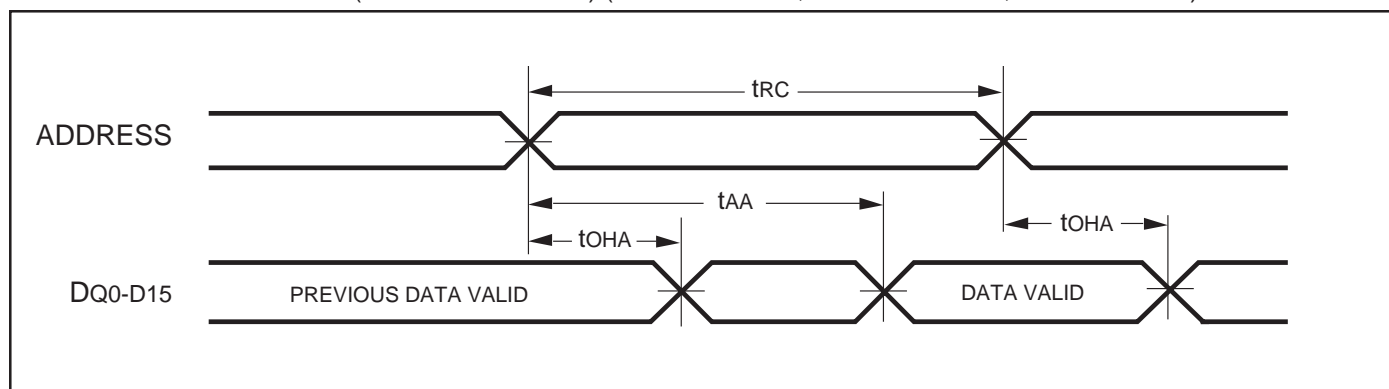 tRC
ADDRESS
tAA
tOHA
tOHA
DQ0-D15
PREVIOUS DATA VALID
DATA VALID